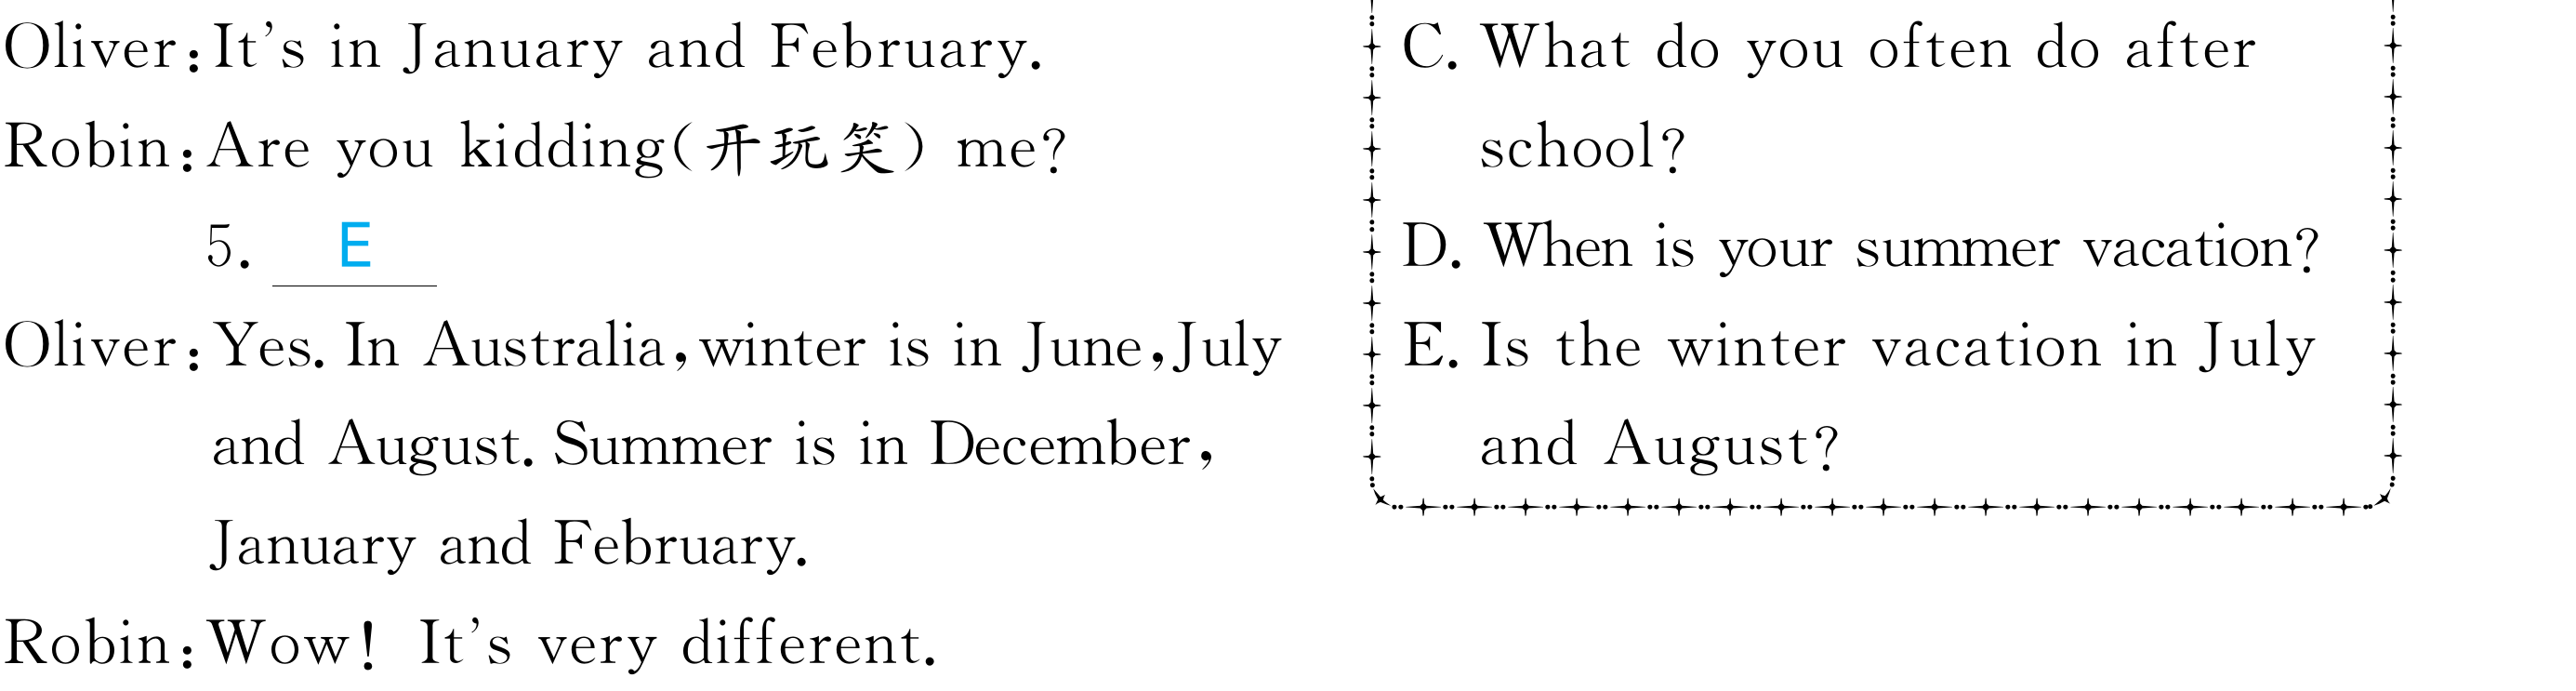 Oliver:It's in January and February.
Robin:Are you kidding(开玩笑) me?
5. E
Oliver:Yes. In Australia,winter is in June,July
and August. Summer is in December,
January and February.
Robin:Wow! It's very different.
C. What do you often do after
school?
D. When is your summer vacation?
E. Is the winter vacation in July
and August?